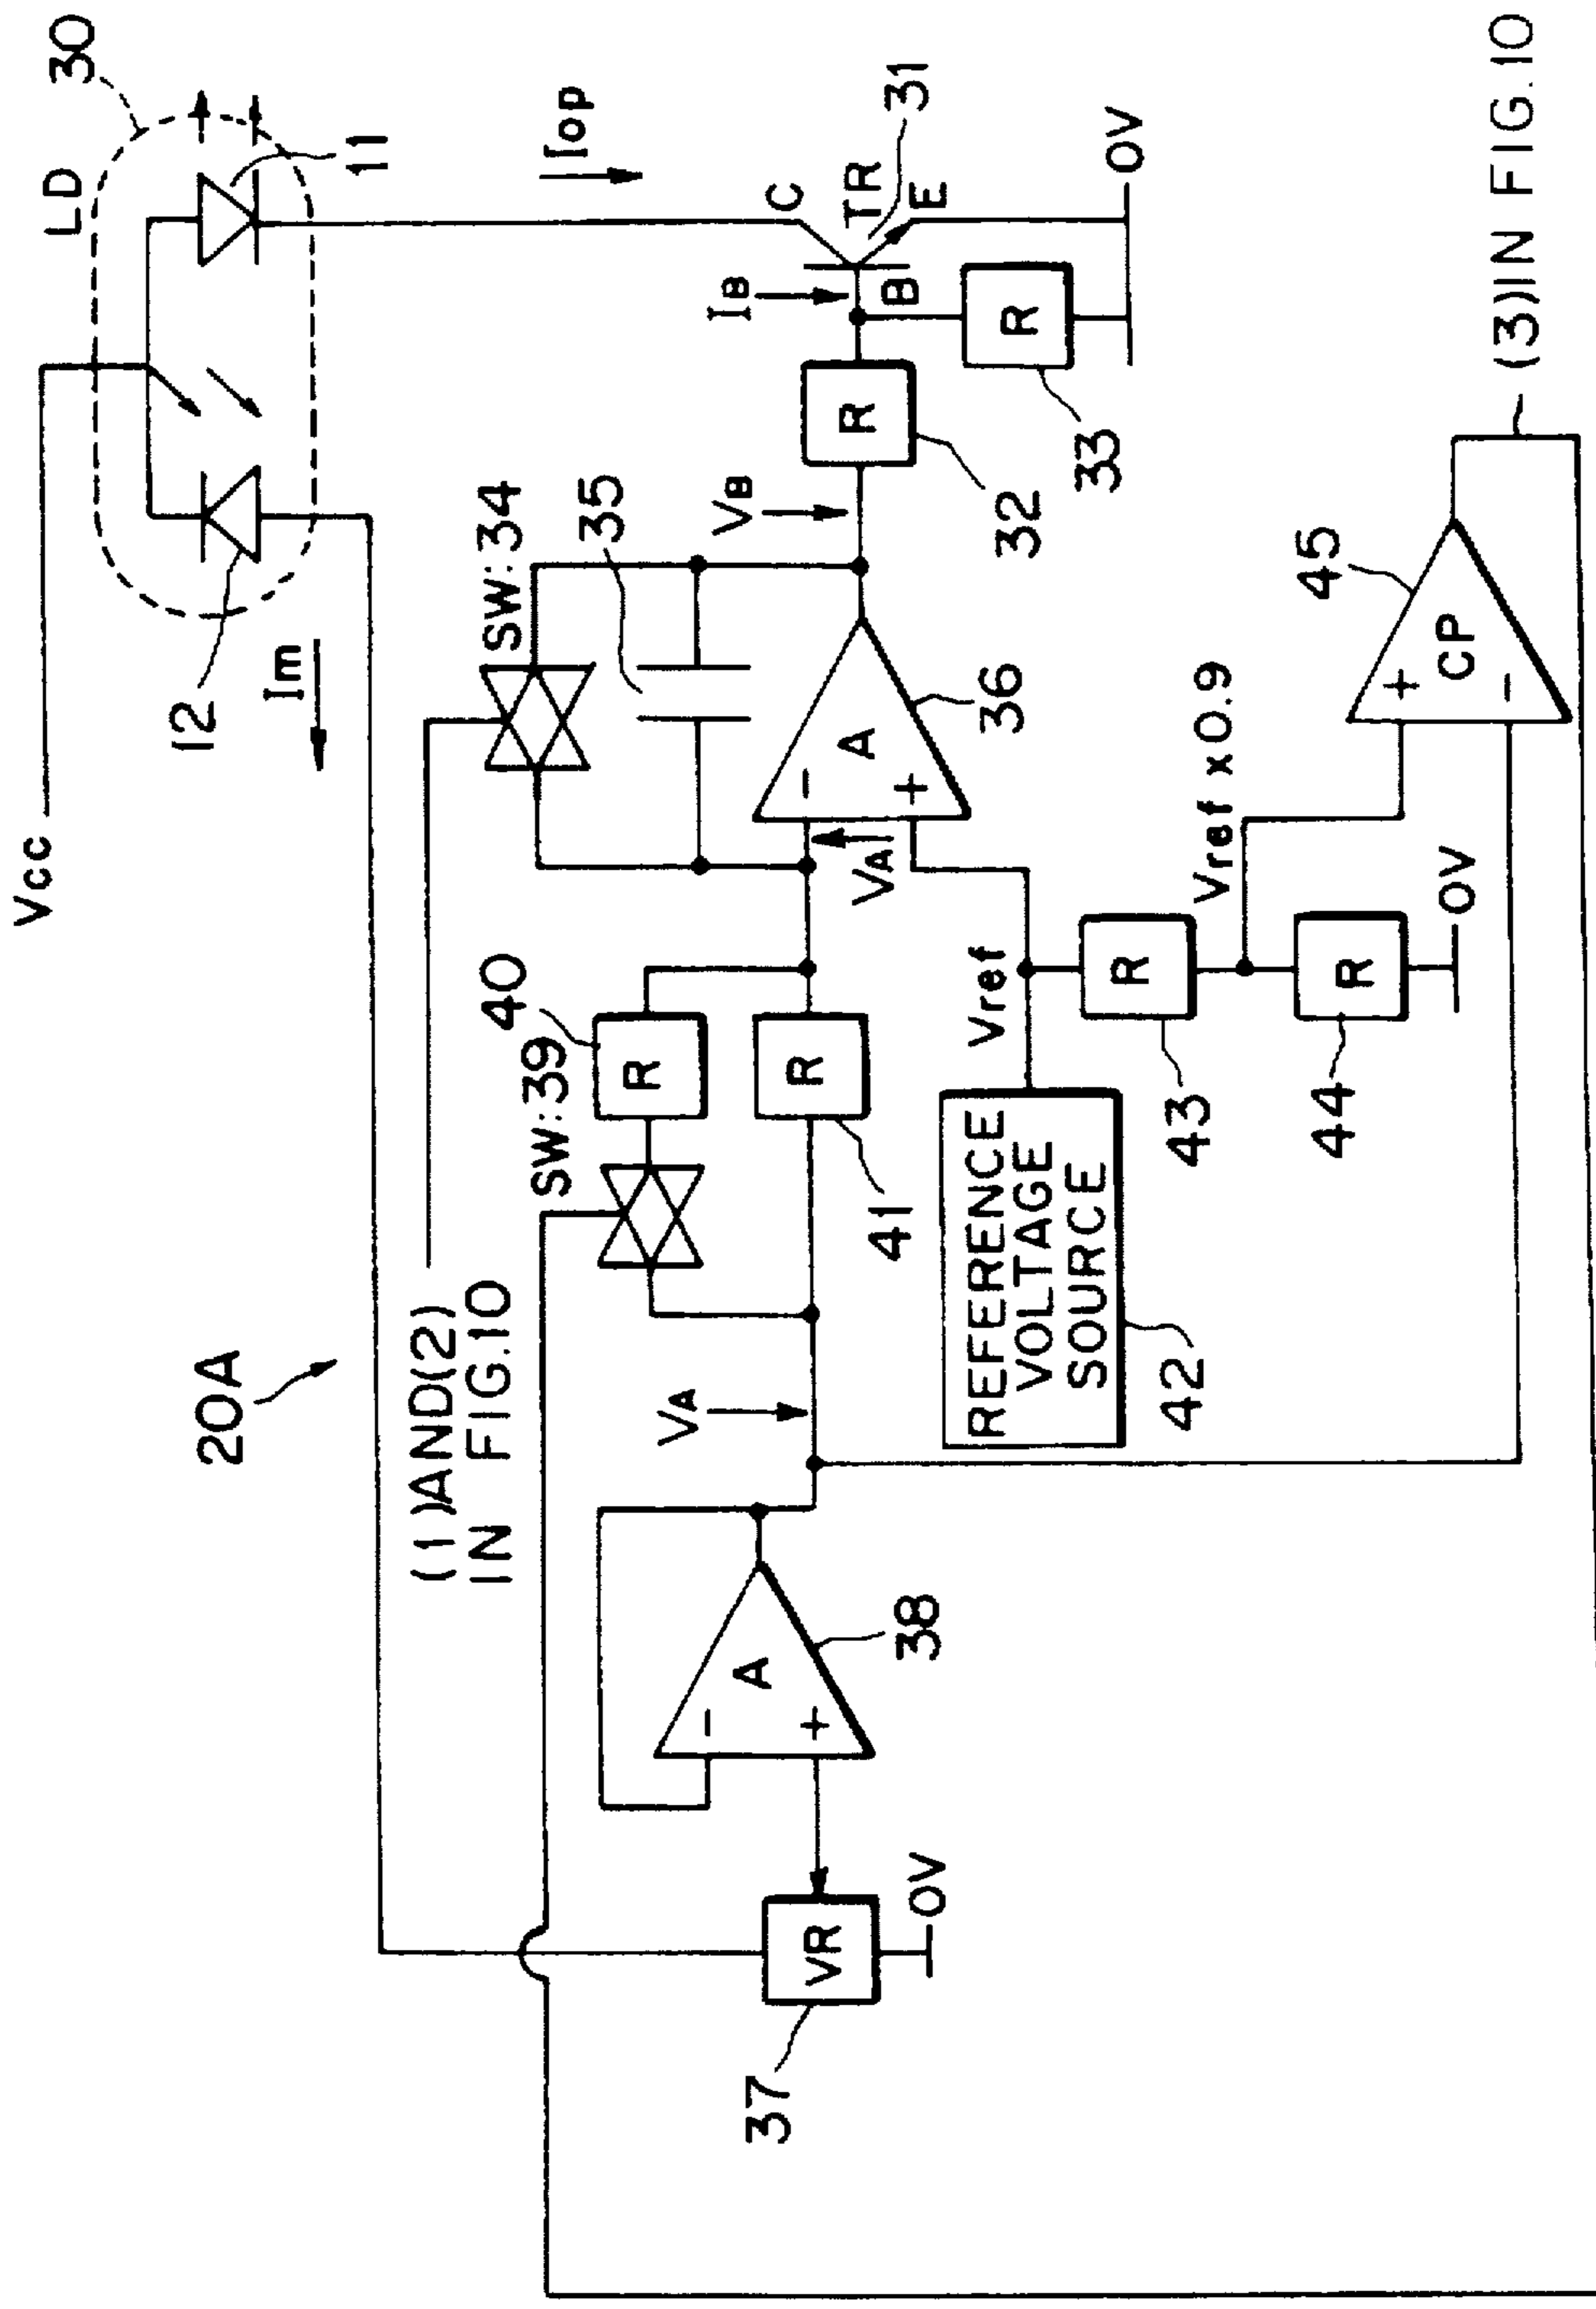 20A
Vcc
LD
30
11
12
Im
Iop
(1)AND(2)
IN FIG.10
SW:34
35
SW:39
40
R
R
41
VA
VA
A
−
+
36
VB
R
32
IB
B
C
TR
E
31
R
33
0V
A
−
+
38
VR
37
0V
REFERENCE
VOLTAGE
SOURCE
42
Vref
R
43
Vref x0.9
R
44
0V
+
CP
−
45
(3)IN FIG.10